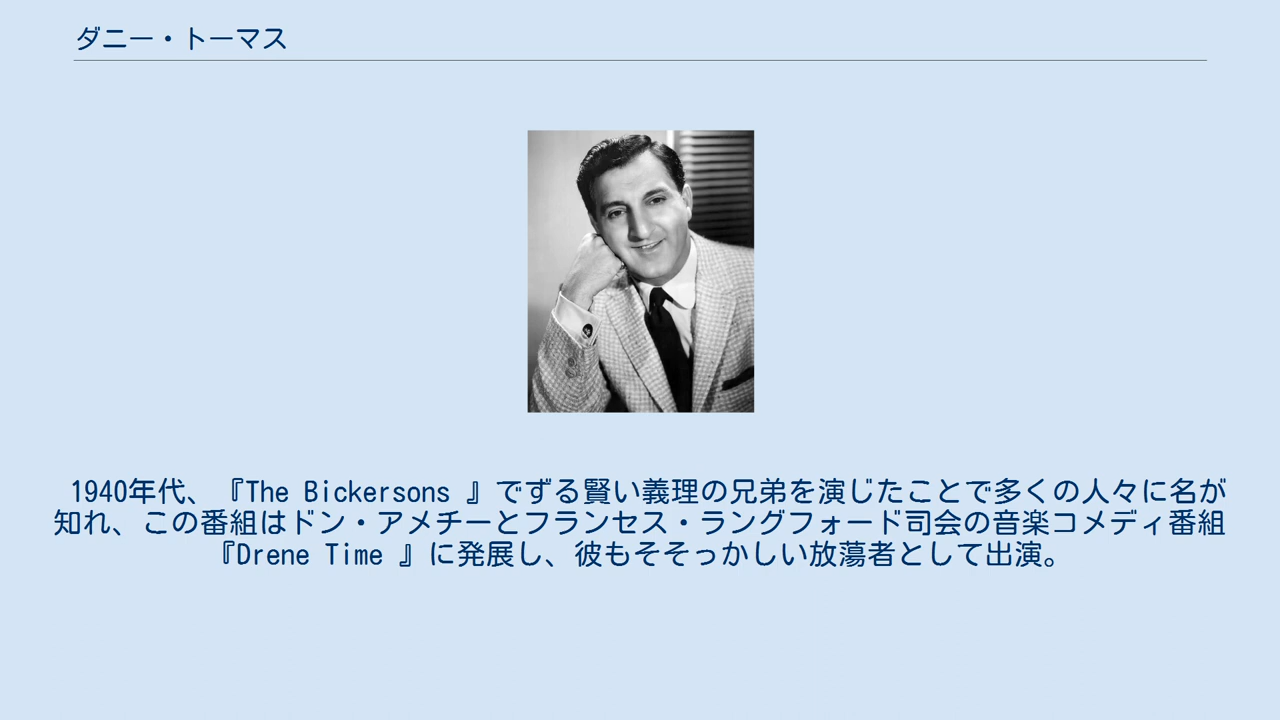 ダニー・トーマス
1940年代、『The Bickersons 』でずる賢い義理の兄弟を演じたことで多くの人々に名が
知れ、この番組はドン・アメチーとフランセス・ラングフォード司会の音楽コメディ番組
『Drene Time 』に発展し、彼もそそっかしい放蕩者として出演。